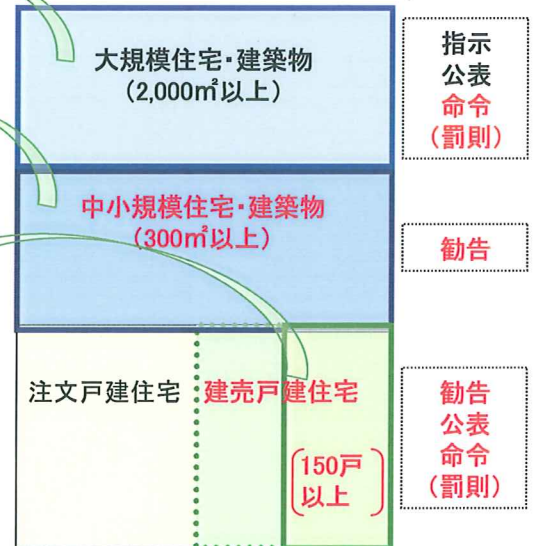 大規模住宅・建築物
(2,000㎡以上)
指示
公表
命令
(罰則)
中小規模住宅・建築物
(300㎡以上)
勧告
注文戸建住宅
建売戸建住宅
150戸
以上
勧告
公表
命令
(罰則)